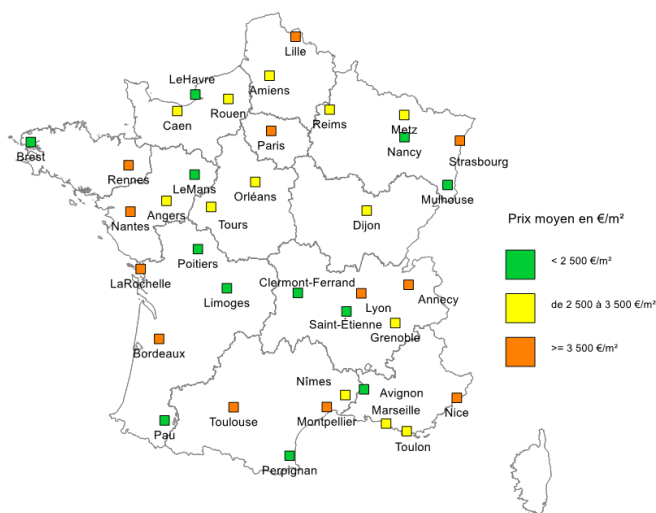 Lille
LeHavre
Amiens
Rouen
Caen
Reims
Metz
Paris
Nancy
Strasbourg
Brest
Rennes
LeMans
Mulhouse
Orléans
Angers
Tours
Nantes
Dijon
Prix moyen en €/m²
Poitiers
< 2 500 €/m²
LaRochelle
Clermont-Ferrand
Annecy
Limoges
Lyon
de 2 500 à 3 500 €/m²
Saint-Étienne
Grenoble
Bordeaux
>= 3 500 €/m²
Nîmes
Avignon
Marseille
Nice
Toulouse
Montpellier
Pau
Toulon
Perpignan